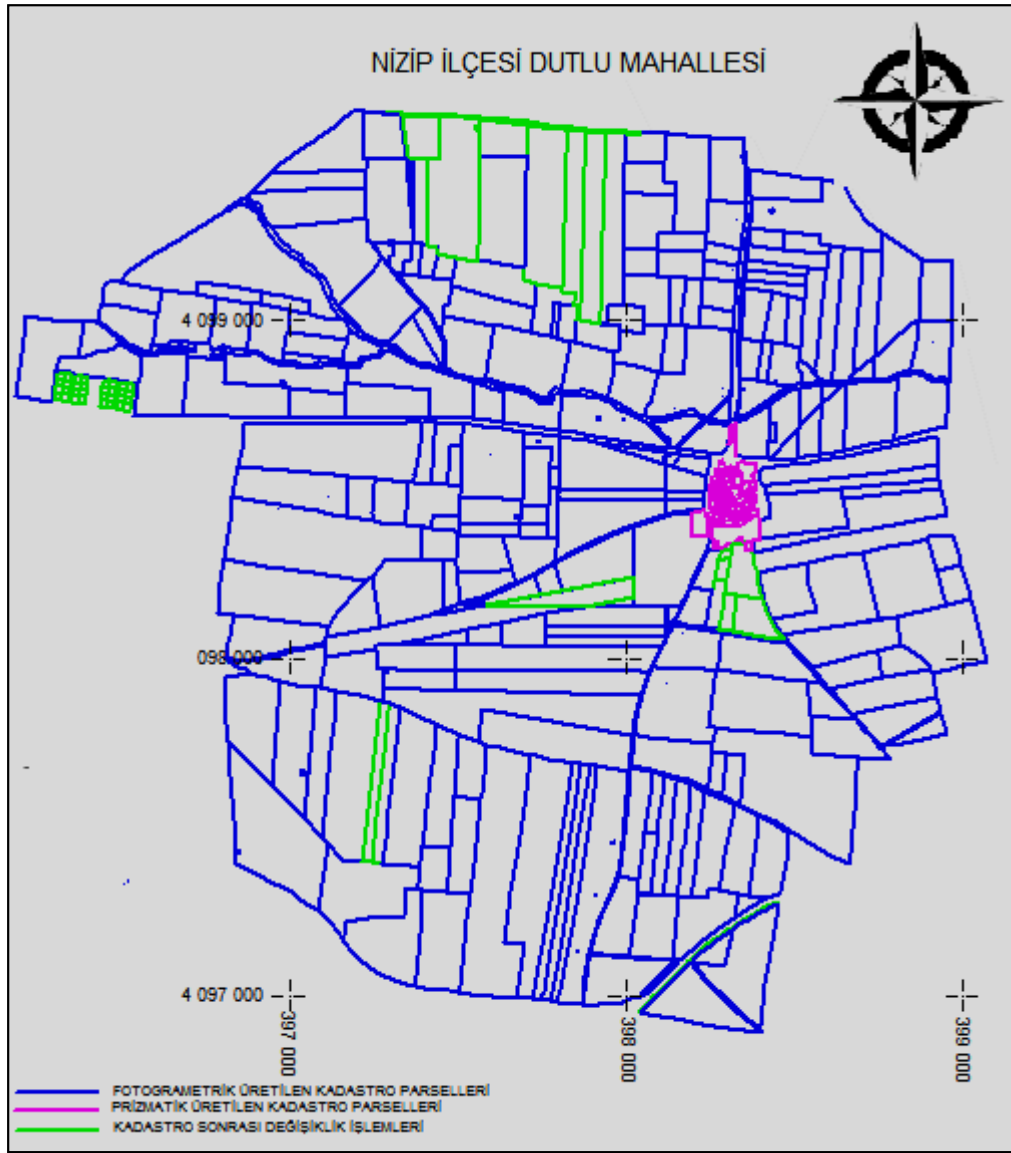 NİZİP İLÇESİ DUTLU MAHALLESİ
4 099 000
098 000
4 097 000
397 000
398 000
399 000
FOTOGRAMETRİK ÜRETİLEN KADASTRO PARSELLERİ
PRİZMATİK ÜRETİLEN KADASTRO PARSELLERİ
KADASTRO SONRASI DEĞİŞİKLİK İŞLEMLERİ